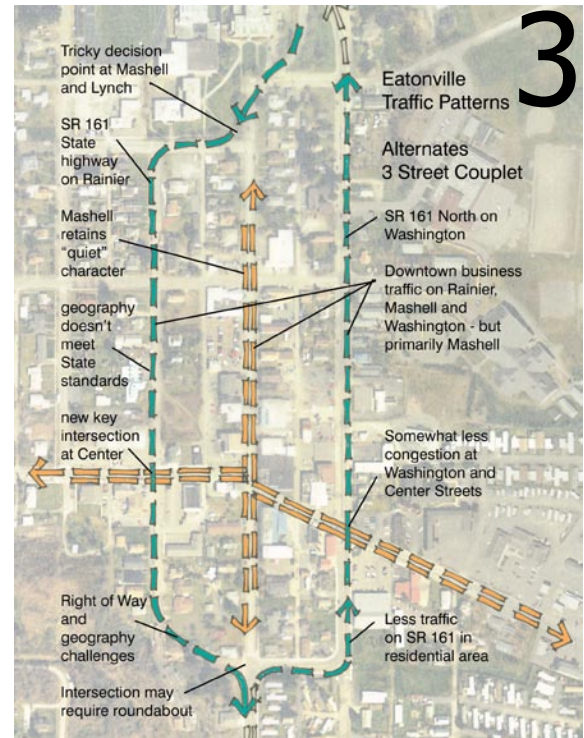 3
Eatonville
Traffic Patterns
Alternates
3 Street Couplet
Tricky decision
point at Mashell
and Lynch
SR 161
State
highway
on Rainier
Mashell
retains
“quiet”
character
geography
doesn't
meet
State
standards
new key
intersection
at Center
Right of Way
and
geography
challenges
Intersection may
require roundabout
SR 161 North on
Washington
Downtown business
traffic on Rainier,
Mashell and
Washington - but
primarily Mashell
Somewhat less
congestion at
Washington and
Center Streets
Less traffic
on SR 161 in
residential area